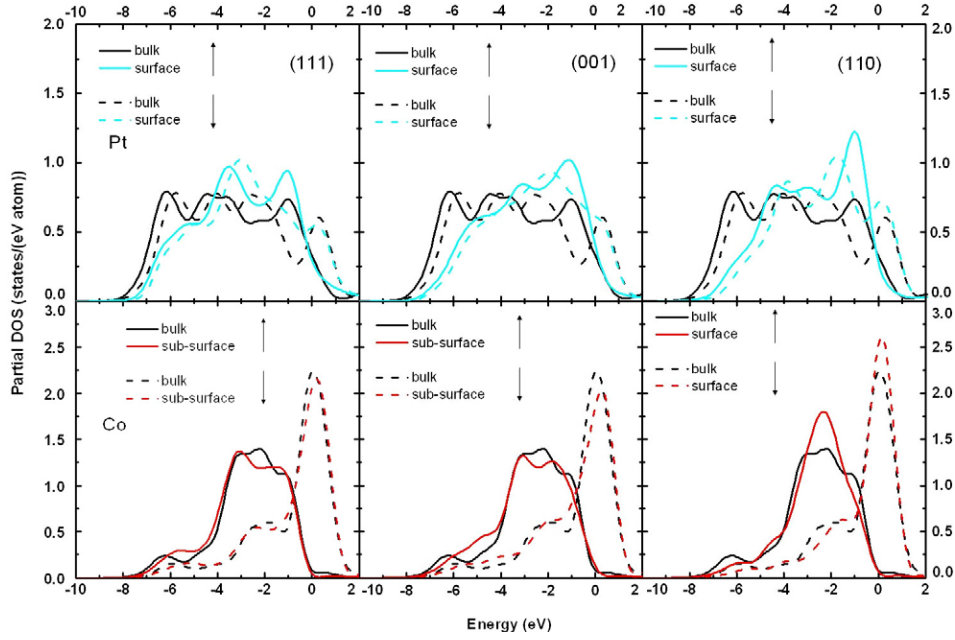 -10 -8 -6 -4 -2 0 2 -10 -8 -6 -4 -2 0 2 -10 -8 -6 -4 -2 0 2
2.0 bulk surface (111) bulk surface (001) bulk surface (110) 2.0
1.5 bulk surface bulk surface bulk surface 1.5
Pt
1.0 1.0
0.5 0.5
0.0 0.0
Partial DOS (states/(eV atom))
3.0 bulk sub-surface bulk sub-surface bulk surface 3.0
2.5 2.5
bulk sub-surface bulk sub-surface bulk surface
2.0 2.0
Co
1.5 1.5
1.0 1.0
0.5 0.5
0.0 0.0
-10 -8 -6 -4 -2 0 2 -10 -8 -6 -4 -2 0 2 -10 -8 -6 -4 -2 0 2
Energy (eV)